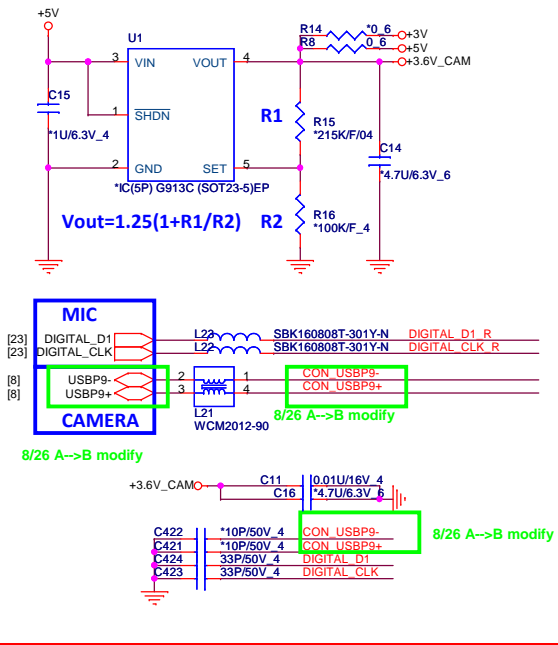 +5V
U1
R14 *0_6 +3V
R8 0_6 +5V
+3.6V_CAM
3 VIN VOUT 4
C15
1 SHDN
R1 R15
*215K/F/04
*1U/6.3V_4
C14
2 GND SET 5
*4.7U/6.3V_6
*IC(5P) G913C (SOT23-5)EP
Vout=1.25(1+R1/R2) R2 R16
*100K/F_4
MIC
[23] DIGITAL_D1 L23 SBK160808T-301Y-N DIGITAL_D1_R
[23] DIGITAL_CLK L22 SBK160808T-301Y-N DIGITAL_CLK_R
[8] USBP9- 2 1 CON_USBP9-
[8] USBP9+ 3 4 CON_USBP9+
CAMERA L21 8/26 A-->B modify
WCM2012-90
8/26 A-->B modify
+3.6V_CAM C11 0.01U/16V_4
C16 *4.7U/6.3V_6
C422 *10P/50V_4 CON_USBP9- 8/26 A-->B modify
C421 *10P/50V_4 CON_USBP9+
C424 33P/50V_4 DIGITAL_D1
C423 33P/50V_4 DIGITAL_CLK